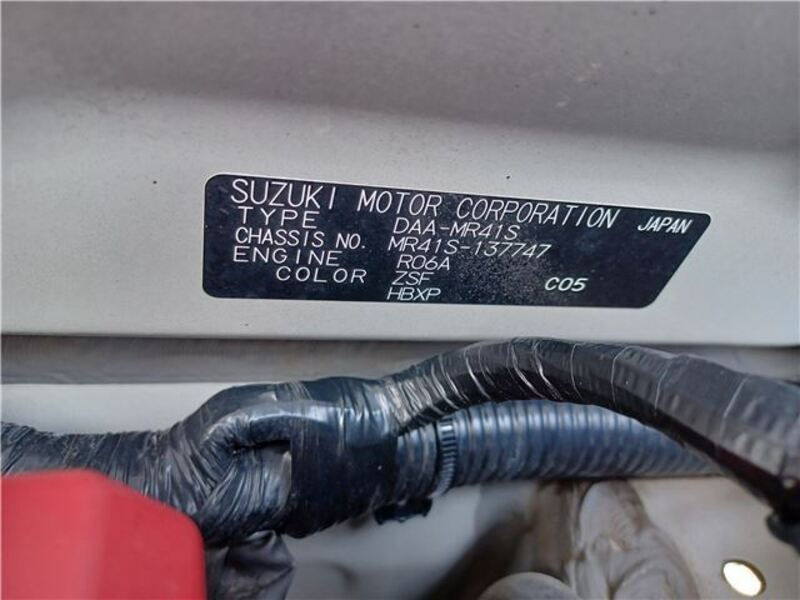 SUZUKI MOTOR CORPORATION JAPAN
TYPE DAA-MR41S
CHASSIS NO. MR41S-137747
ENGINE R06A
COLOR ZSF C05
HBXP